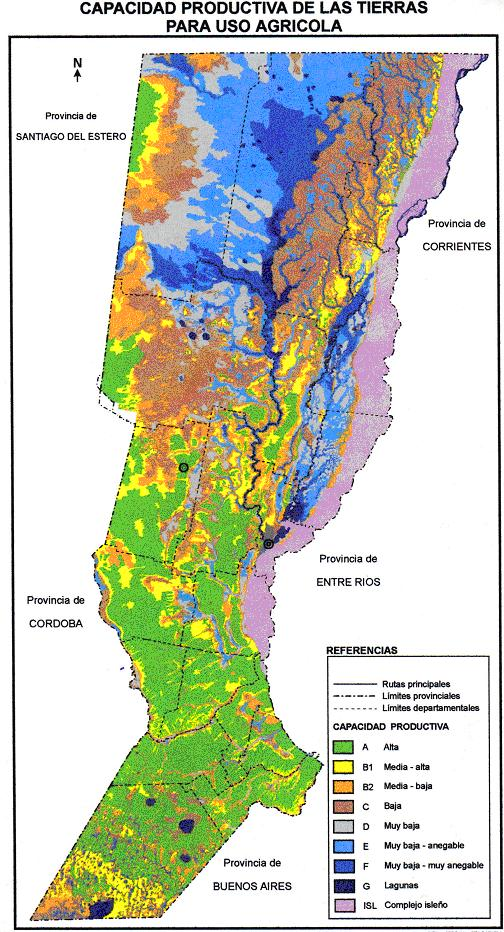 CAPACIDAD PRODUCTIVA DE LAS TIERRAS
PARA USO AGRICOLA
N
Provincia de
SANTIAGO DEL ESTERO
Provincia de
CORRIENTES
Provincia de
ENTRE RIOS
Provincia de
CORDOBA
REFERENCIAS
Rutas principales
Límites provinciales
Límites departamentales
CAPACIDAD PRODUCTIVA
A Alta
B1 Media - alta
B2 Media - baja
C Baja
D Muy baja
E Muy baja - anegable
F Muy baja - muy anegable
G Lagunas
ISL Complejo isleño
Provincia de
BUENOS AIRES